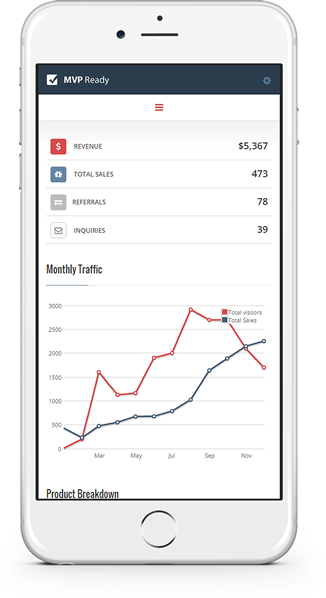 MVP Ready
REVENUE $5,367
TOTAL SALES 473
REFERRALS 78
INQUIRIES 39
Monthly Traffic
3000
Total visitors
Total Sales
2500
2000
1500
1000
500
0
Mar May Jul Sep Nov
Product Breakdown